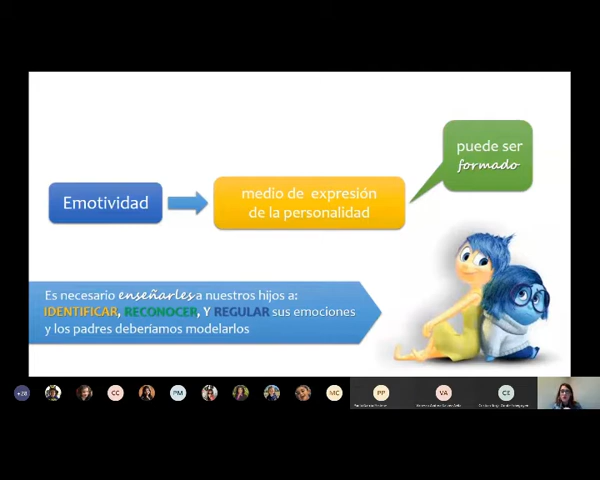 puede ser
formado
Emotividad
medio de expresión
de la personalidad
Es necesario enseñarles a nuestros hijos a:
IDENTIFICAR, RECONOCER, Y REGULAR sus emociones
y los padres deberíamos modelarlos
+28
CC
PM
MC
PP
VA
CE